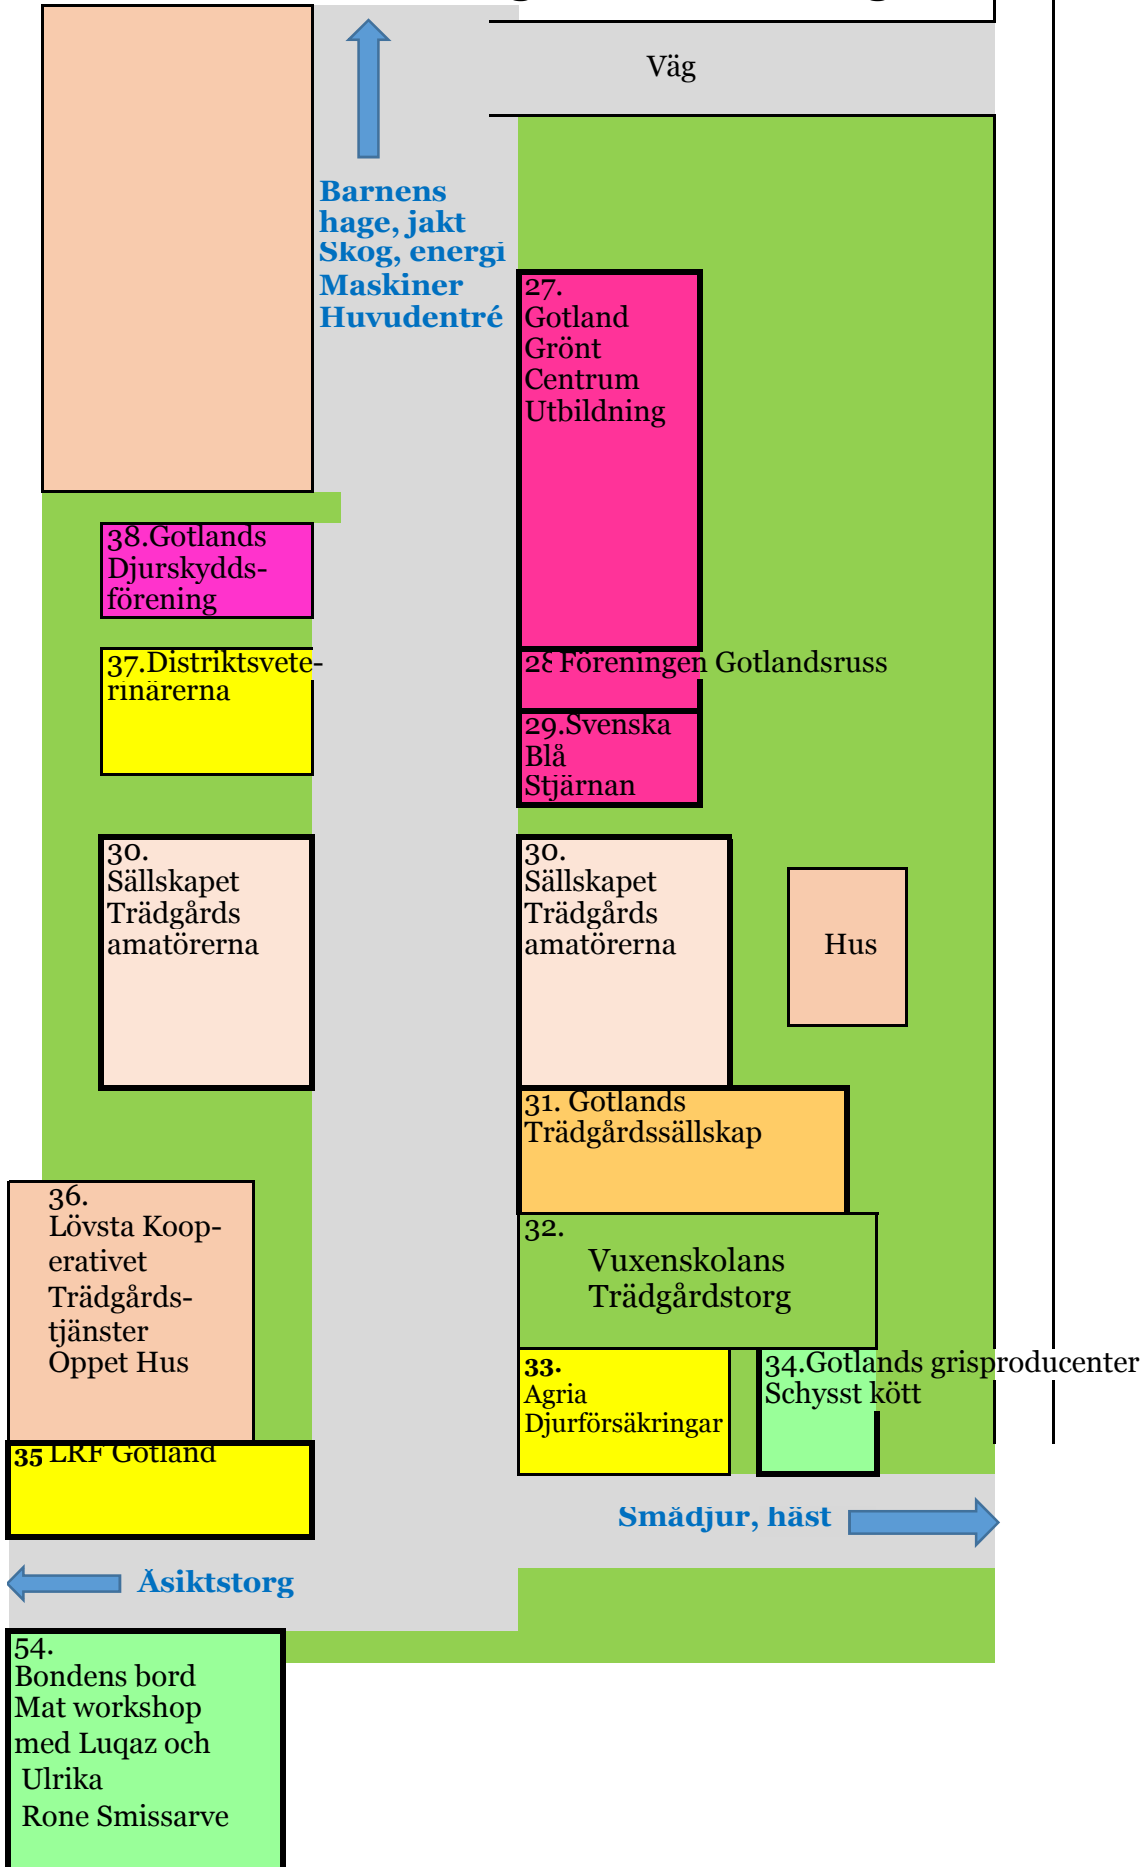 Väg
Barnens
hage, jakt
Skog, energi
Maskiner
Huvudentré
27.
Gotland
Grönt
Centrum
Utbildning
38.Gotlands
Djurskydds-
förening
37.Distriktsvete-
rinärerna
28 Föreningen Gotlandsruss
29.Svenska
Blå
Stjärnan
30.
Sällskapet
Trädgårds
amatörerna
30.
Sällskapet
Trädgårds
amatörerna
Hus
31. Gotlands
Trädgårdssällskap
36.
Lövsta Koop-
erativet
Trädgårds-
tjänster
Öppet Hus
32.
Vuxenskolans
Trädgårdstorg
33.
Agria
Djurförsäkringar
34.Gotlands grisproducenter
Schysst kött
35 LRF Gotland
Smådjur, häst
Åsiktstorg
54.
Bondens bord
Mat workshop
med Luqaz och
Ulrika
Rone Smissarve